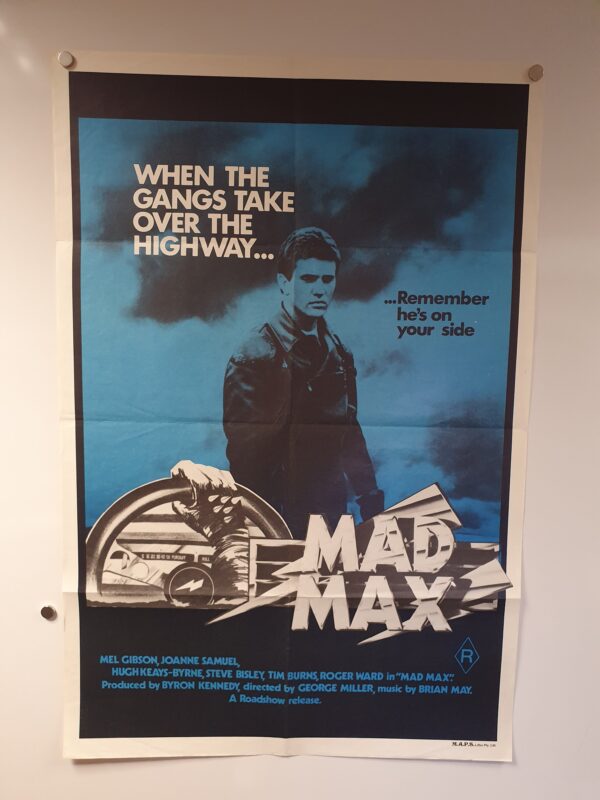 WHEN THE
GANGS TAKE
OVER THE
HIGHWAY...
...Remember
he's on
your side
MAD
MAX
R
MEL GIBSON, JOANNE SAMUEL,
HUGH KEAYS-BYRNE, STEVE BISLEY, TIM BURNS, ROGER WARD in "MAD MAX".
Produced by BYRON KENNEDY, directed by GEORGE MILLER, music by BRIAN MAY.
A Roadshow release.
M.A.P.S.